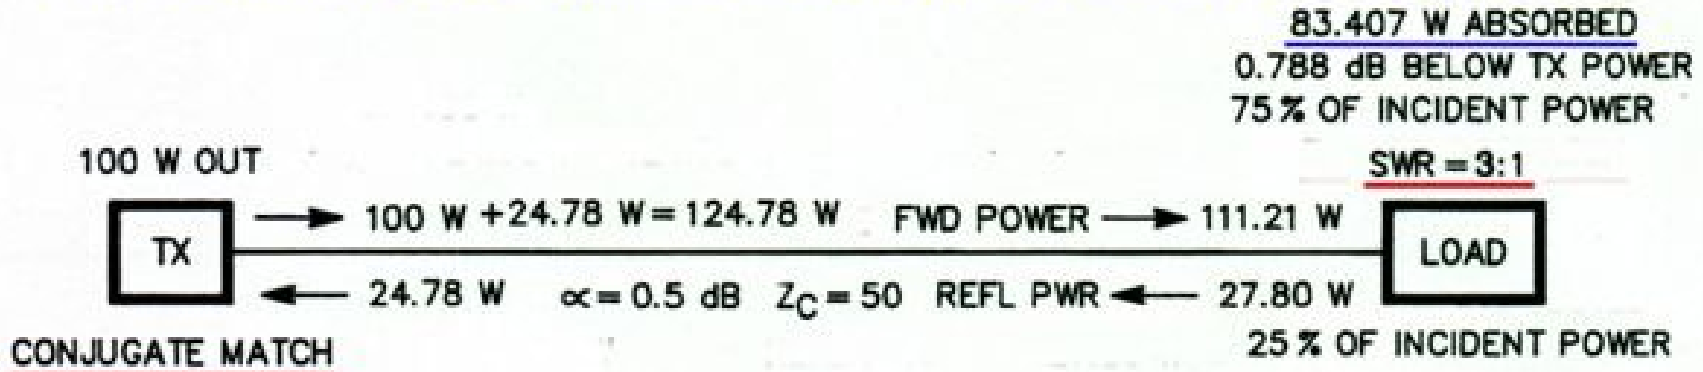 83.407 W ABSORBED
0.788 dB BELOW TX POWER
75% OF INCIDENT POWER
100 W OUT
SWR = 3:1
100 W +24.78 W = 124.78 W FWD POWER 111.21 W
TX
LOAD
24.78 W ∝ = 0.5 dB ZC = 50 REFL PWR 27.80 W
CONJUGATE MATCH
25% OF INCIDENT POWER